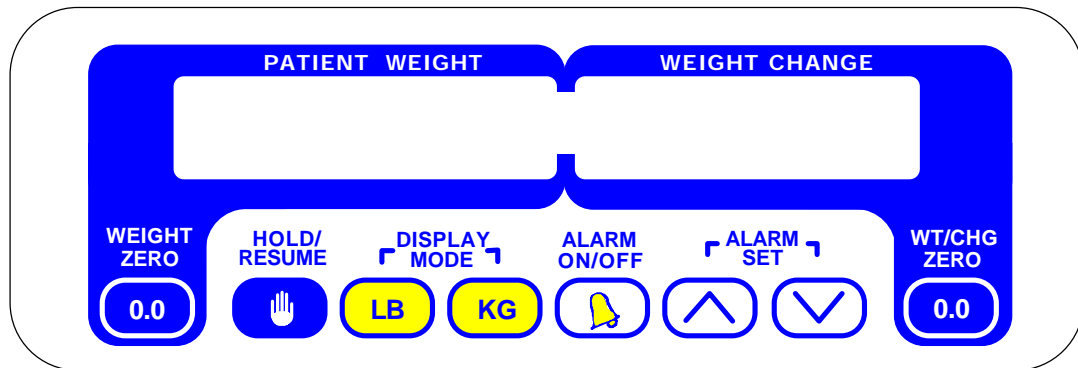 PATIENT WEIGHT
WEIGHT CHANGE
WEIGHT
ZERO
0.0
HOLD/
RESUME
DISPLAY
MODE
LB
KG
ALARM
ON/OFF
ALARM
SET
WT/CHG
ZERO
0.0